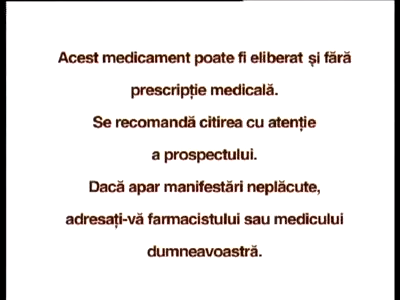 Acest medicament poate fi eliberat și fără
prescripție medicală.
Se recomandă citirea cu atenție
a prospectului.
Dacă apar manifestări neplăcute,
adresați-vă farmacistului sau medicului
dumneavoastră.